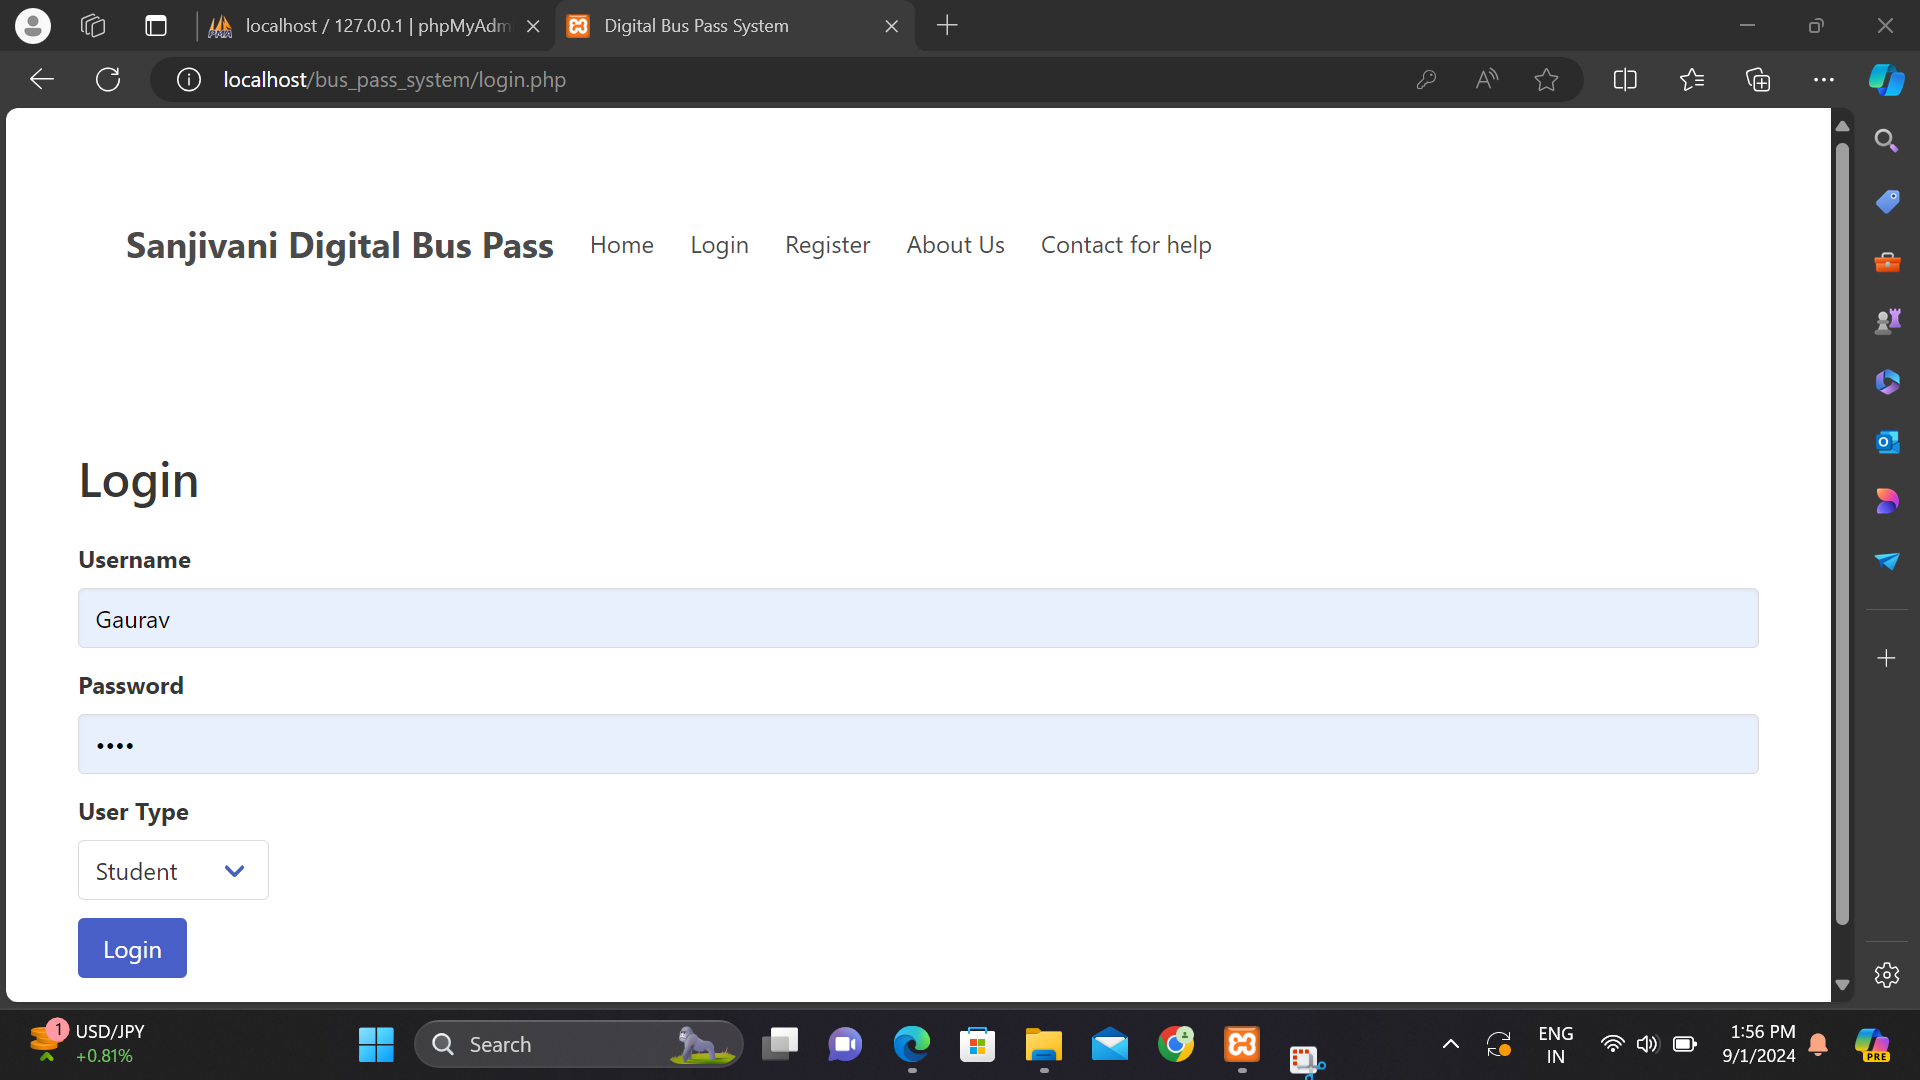 localhost / 127.0.0.1 | phpMyAdm
Digital Bus Pass System
localhost/bus_pass_system/login.php
Sanjivani Digital Bus Pass
Home
Login
Register
About Us
Contact for help
Login
Username
Gaurav
Password
••••
User Type
Student
Login
1
USD/JPY
+0.81%
Search
ENG
IN
1:56 PM
9/1/2024
PRE